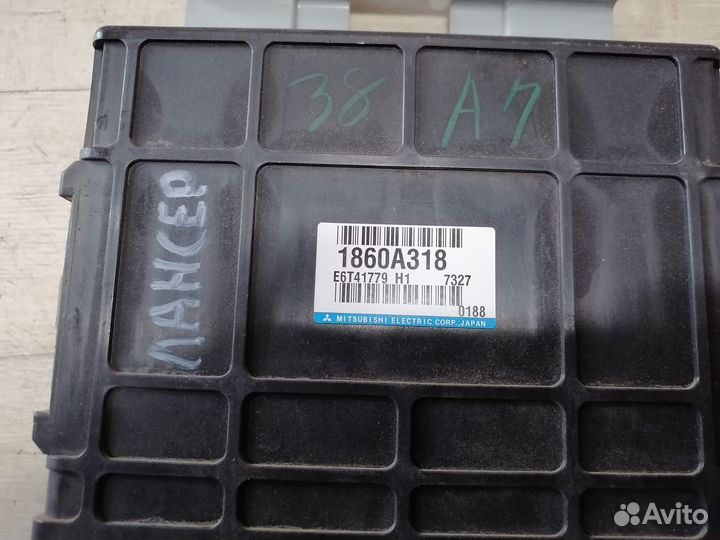 38 A7
ЛАНСЕР
1860A318
E6T41779 H1 7327
0188
MITSUBISHI ELECTRIC CORP., JAPAN
Avito